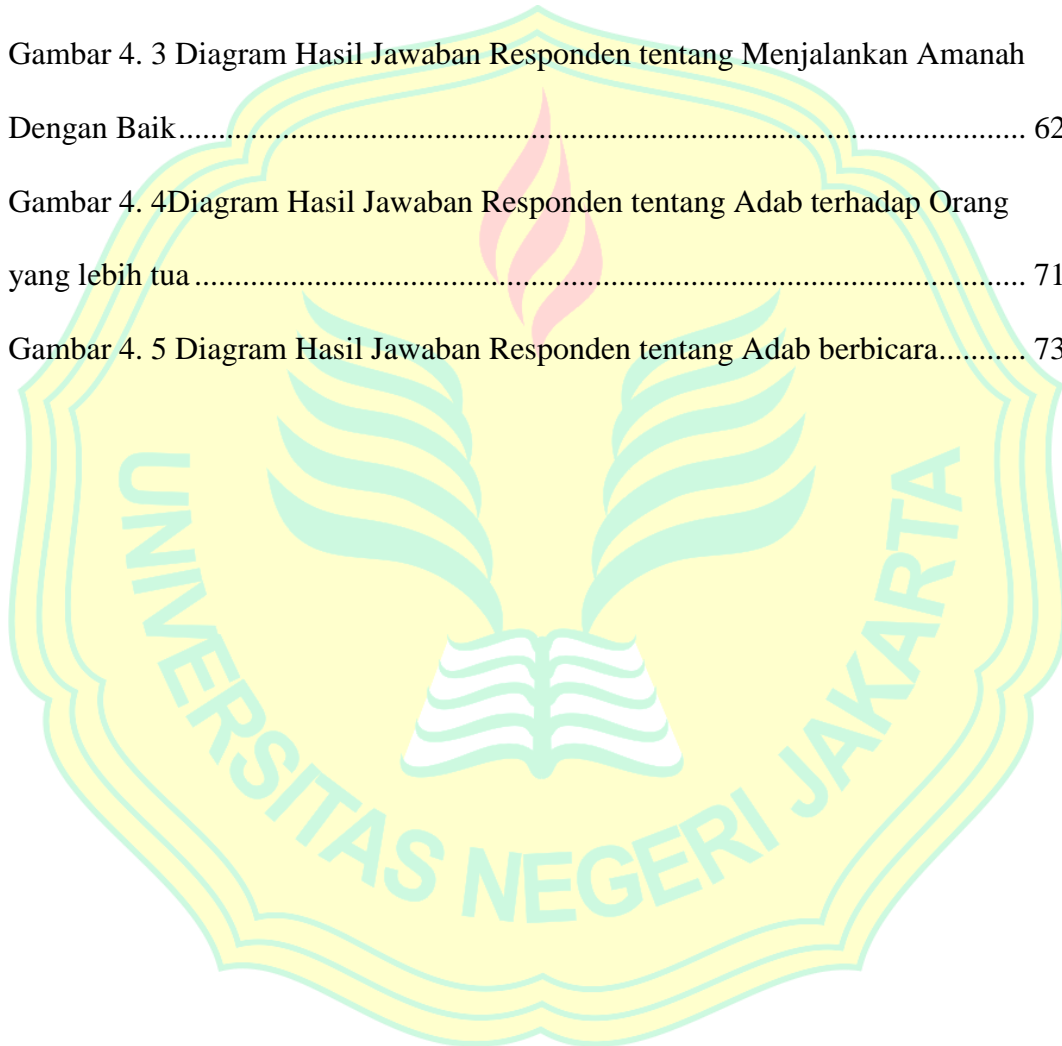 Gambar 4. 3 Diagram Hasil Jawaban Responden tentang Menjalankan Amanah
Dengan Baik.......................................................................................................... 62
Gambar 4. 4Diagram Hasil Jawaban Responden tentang Adab terhadap Orang
yang lebih tua ........................................................................................................ 71
Gambar 4. 5 Diagram Hasil Jawaban Responden tentang Adab berbicara........... 73
UNIVERSITAS NEGERI JAKARTA